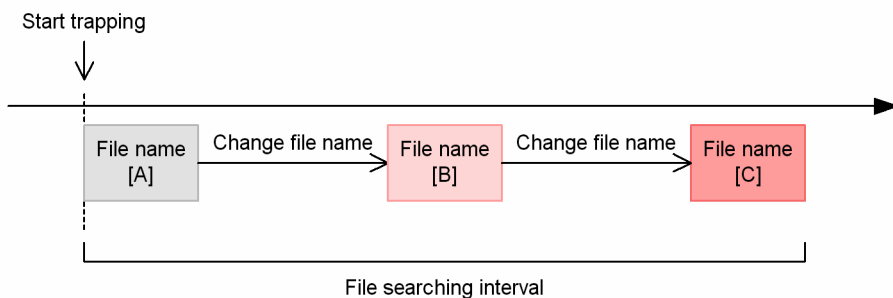 Start trapping
File name
[A]
Change file name
File name
[B]
Change file name
File name
[C]
File searching interval